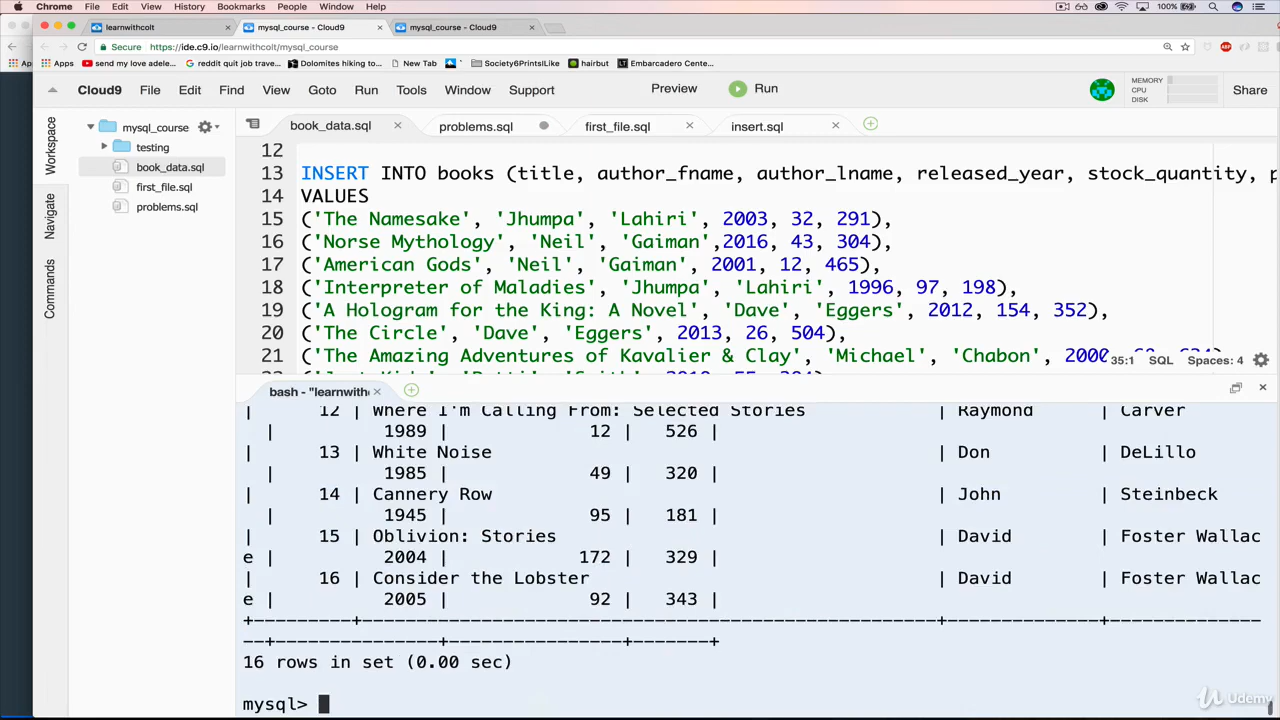 Chrome File Edit View History Bookmarks People Window Help 100%
learnwithcolt mysql_course - Cloud9 mysql_course - Cloud9
Secure https://ide.c9.io/learnwithcolt/mysql_course
Apps send my love adele... reddit quit job trave... Dolomites hiking to... New Tab Society6PrintsILike hairbut Embarcadero Cente...
Cloud9 File Edit Find View Goto Run Tools Window Support Preview Run MEMORY CPU DISK Share
Workspace
Navigate
Commands
mysql_course
testing
book_data.sql
first_file.sql
problems.sql
book_data.sql problems.sql first_file.sql insert.sql
12
13 INSERT INTO books (title, author_fname, author_lname, released_year, stock_quantity, p
14 VALUES
15 ('The Namesake', 'Jhumpa', 'Lahiri', 2003, 32, 291),
16 ('Norse Mythology', 'Neil', 'Gaiman',2016, 43, 304),
17 ('American Gods', 'Neil', 'Gaiman', 2001, 12, 465),
18 ('Interpreter of Maladies', 'Jhumpa', 'Lahiri', 1996, 97, 198),
19 ('A Hologram for the King: A Novel', 'Dave', 'Eggers', 2012, 154, 352),
20 ('The Circle', 'Dave', 'Eggers', 2013, 26, 504),
21 ('The Amazing Adventures of Kavalier & Clay', 'Michael', 'Chabon', 2000
35:1 SQL Spaces: 4
bash - "learnwith
| 12 | Where I'm Calling From: Selected Stories | Raymond | Carver
| 1989 | 12 | 526 |
| 13 | White Noise | Don | DeLillo
| 1985 | 49 | 320 |
| 14 | Cannery Row | John | Steinbeck
| 1945 | 95 | 181 |
| 15 | Oblivion: Stories | David | Foster Wallac
e | 2004 | 172 | 329 |
| 16 | Consider the Lobster | David | Foster Wallac
e | 2005 | 92 | 343 |
16 rows in set (0.00 sec)
mysql>
Udemy